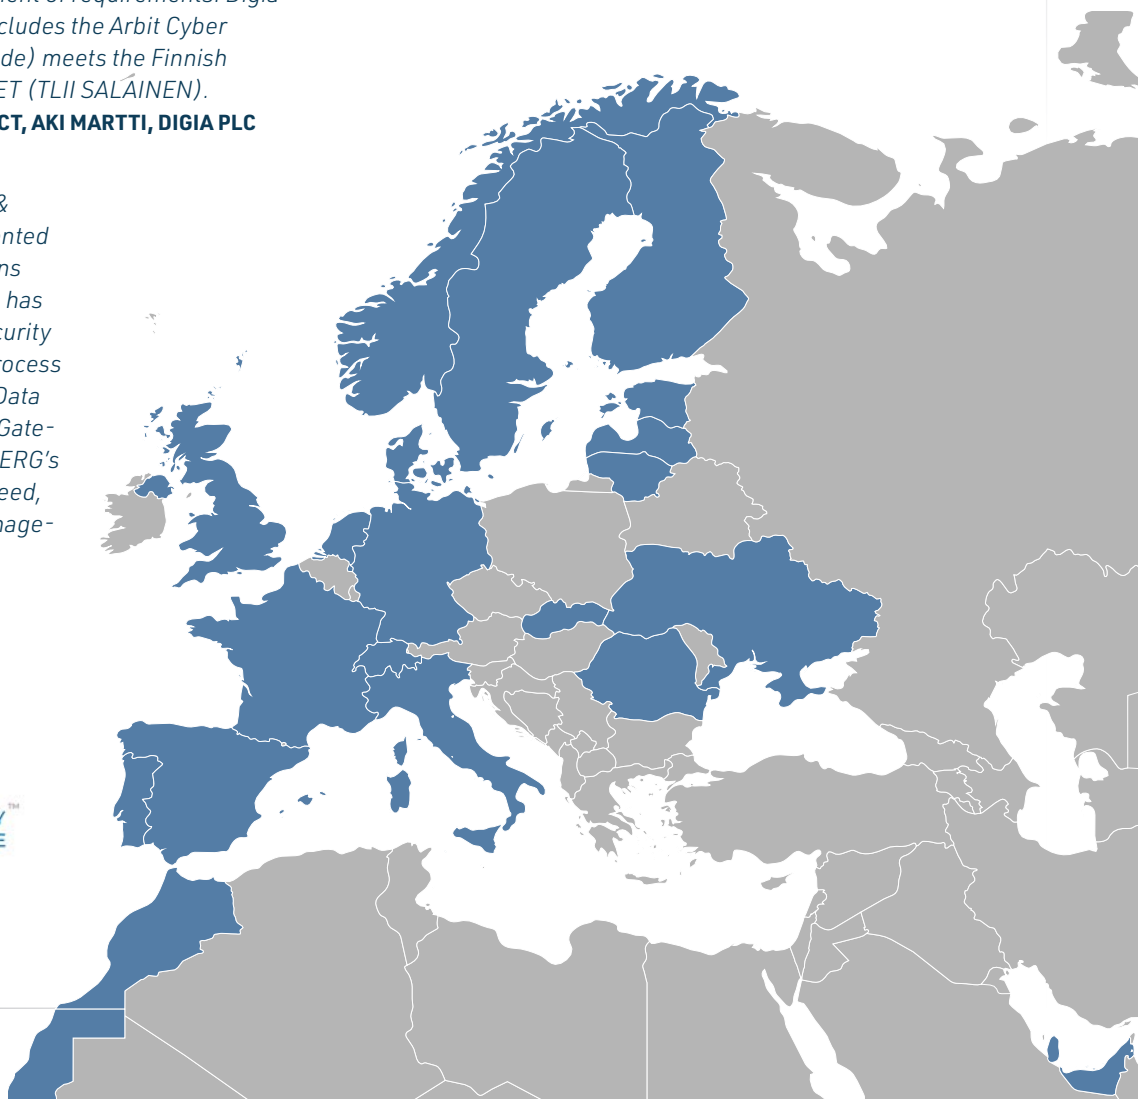 cludes the Arbit Cyber
de) meets the Finnish
ET (TLII SALAINEN).
CT, AKI MARTTI, DIGIA PLC
&
nted
ns
has
curity
rocess
Data
Gate-
ERG's
eed,
nage-
™
Y
E